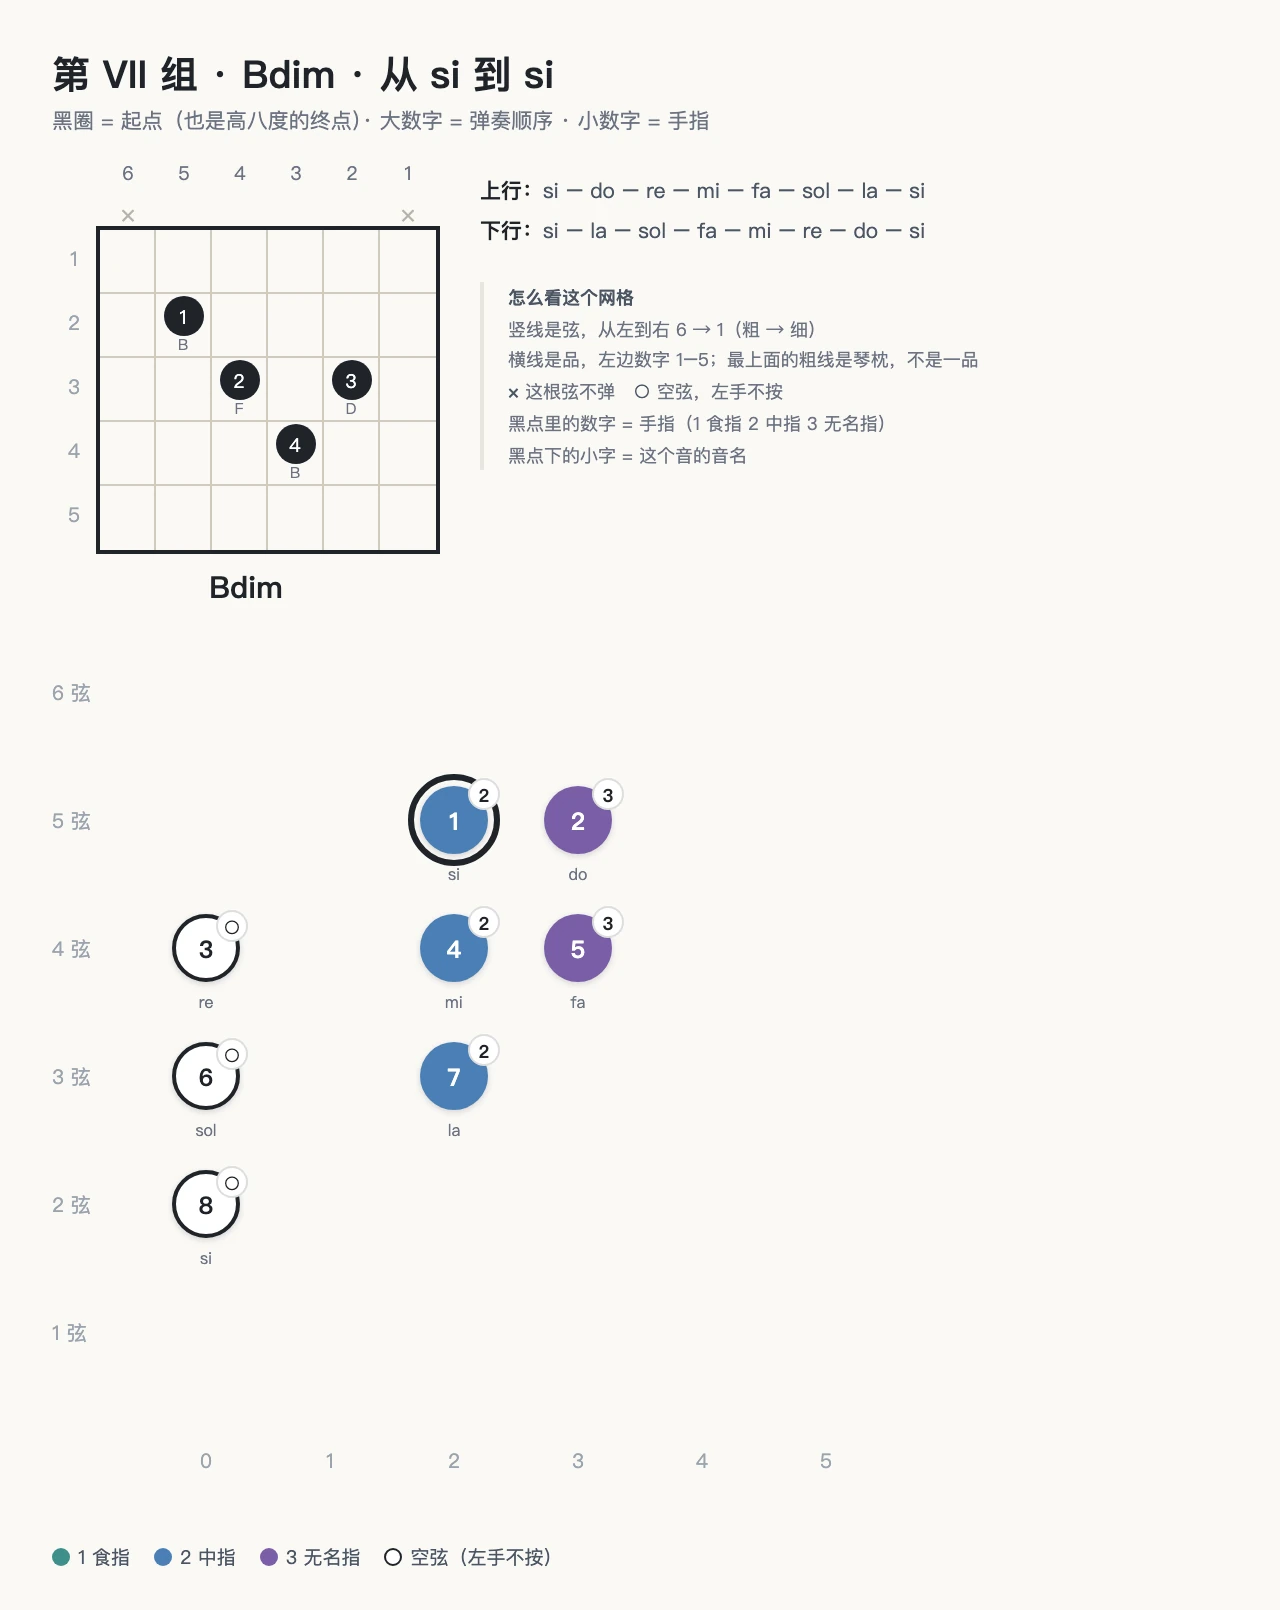 第 VII 组 · Bdim · 从 si 到 si
黑圈 = 起点（也是高八度的终点）· 大数字 = 弹奏顺序 · 小数字 = 手指
6 5 4 3 2 1
× ×
1
2
3
4
5
1
B
2 3
F D
4
B
Bdim
上行：si — do — re — mi — fa — sol — la — si
下行：si — la — sol — fa — mi — re — do — si
怎么看这个网格
竖线是弦，从左到右 6 → 1（粗 → 细）
横线是品，左边数字 1—5；最上面的粗线是琴枕，不是一品
× 这根弦不弹 ○ 空弦，左手不按
黑点里的数字 = 手指（1 食指 2 中指 3 无名指）
黑点下的小字 = 这个音的音名
6 弦
5 弦 1 2 2 3
si do
4 弦 3 ○ 4 2 5 3
re mi fa
3 弦 6 ○ 7 2
sol la
2 弦 8 ○
si
1 弦
0 1 2 3 4 5
1 食指 2 中指 3 无名指 空弦（左手不按）